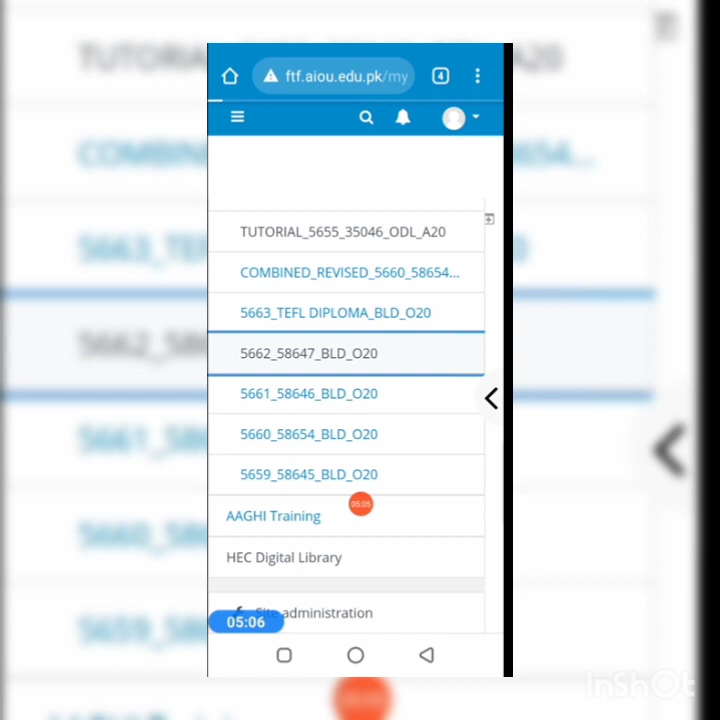 ftf.aiou.edu.pk/my
4
TUTORIAL_5655_35046_ODL_A20
COMBINED_REVISED_5660_58654...
5663_TEFL DIPLOMA_BLD_O20
5662_58647_BLD_O20
5661_58646_BLD_O20
5660_58654_BLD_O20
5659_58645_BLD_O20
05:05
AAGHI Training
HEC Digital Library
Site administration
05:06
InShOt